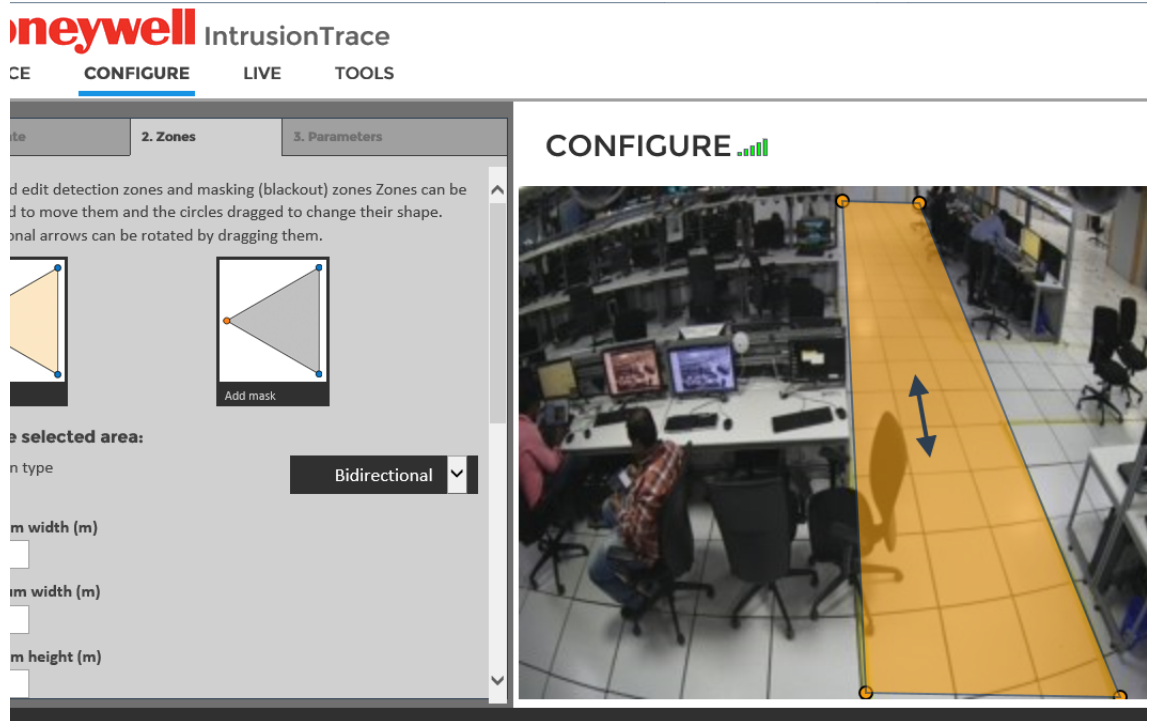 oneywell IntrusionTrace
CE CONFIGURE LIVE TOOLS
te 2. Zones 3. Parameters
d edit detection zones and masking (blackout) zones Zones can be
d to move them and the circles dragged to change their shape.
onal arrows can be rotated by dragging them.
Add mask
e selected area:
n type
Bidirectional
m width (m)
um width (m)
m height (m)
CONFIGURE